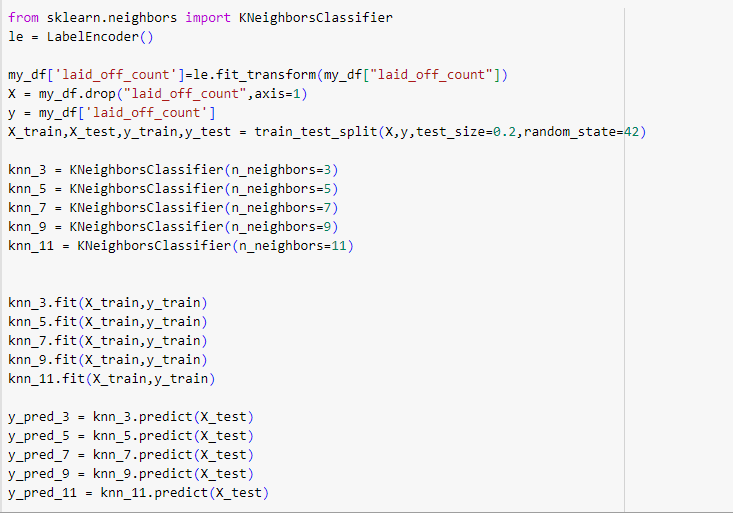 from sklearn.neighbors import KNeighborsClassifier
le = LabelEncoder()
my_df['laid_off_count']=le.fit_transform(my_df["laid_off_count"])
X = my_df.drop("laid_off_count",axis=1)
y = my_df['laid_off_count']
X_train,X_test,y_train,y_test = train_test_split(X,y,test_size=0.2,random_state=42)
knn_3 = KNeighborsClassifier(n_neighbors=3)
knn_5 = KNeighborsClassifier(n_neighbors=5)
knn_7 = KNeighborsClassifier(n_neighbors=7)
knn_9 = KNeighborsClassifier(n_neighbors=9)
knn_11 = KNeighborsClassifier(n_neighbors=11)
knn_3.fit(X_train,y_train)
knn_5.fit(X_train,y_train)
knn_7.fit(X_train,y_train)
knn_9.fit(X_train,y_train)
knn_11.fit(X_train,y_train)
y_pred_3 = knn_3.predict(X_test)
y_pred_5 = knn_5.predict(X_test)
y_pred_7 = knn_7.predict(X_test)
y_pred_9 = knn_9.predict(X_test)
y_pred_11 = knn_11.predict(X_test)